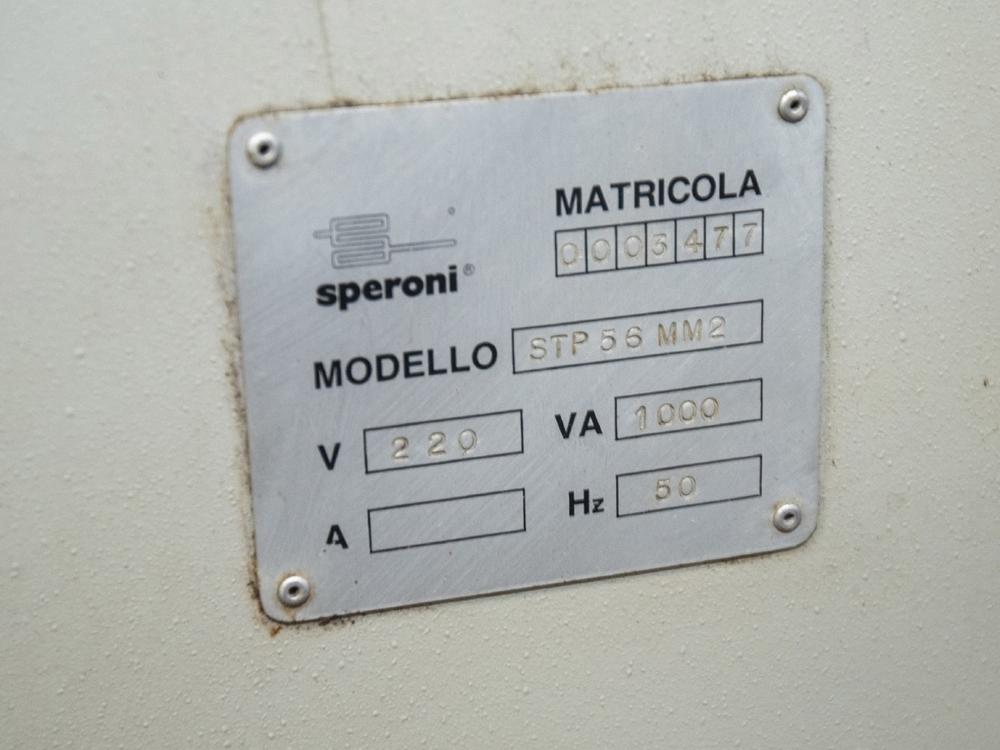 speroni®
MATRICOLA
0003477
MODELLO STP 56 MM2
V 220
VA 1000
A
Hz 50